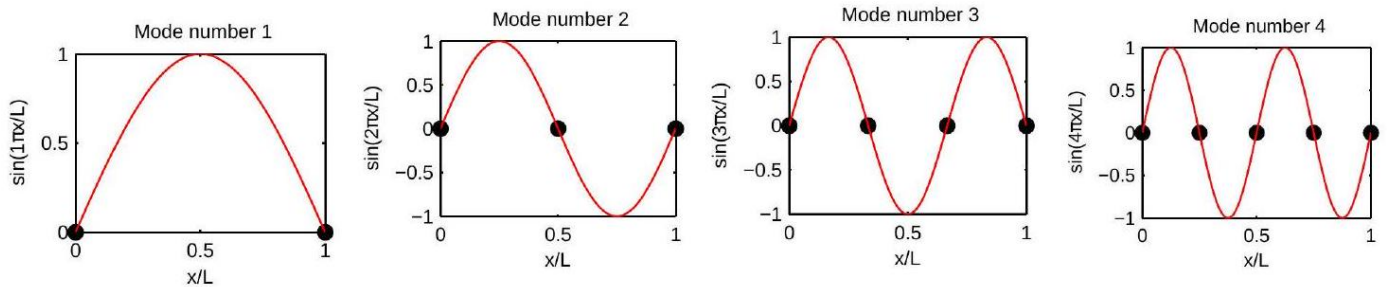 Mode number 1
1
0.5
0
sin(1πx/L)
0 0.5 1
x/L
Mode number 2
1
0.5
0
−0.5
−1
sin(2πx/L)
0 0.5 1
x/L
Mode number 3
1
0.5
0
−0.5
−1
sin(3πx/L)
0 0.5 1
x/L
Mode number 4
1
0.5
0
−0.5
−1
sin(4πx/L)
0 0.5 1
x/L